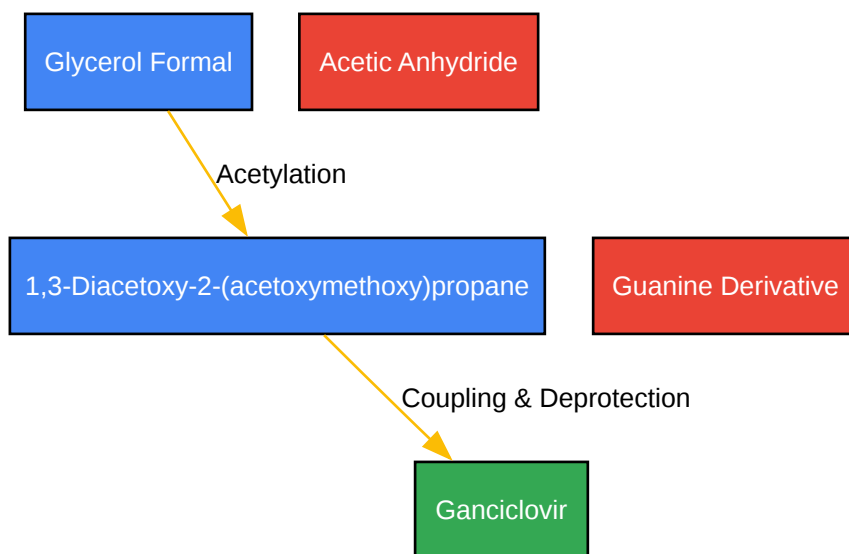 Glycerol Formal
Acetic Anhydride
Acetylation
1,3-Diacetoxy-2-(acetoxymethoxy)propane
Guanine Derivative
Coupling & Deprotection
Ganciclovir